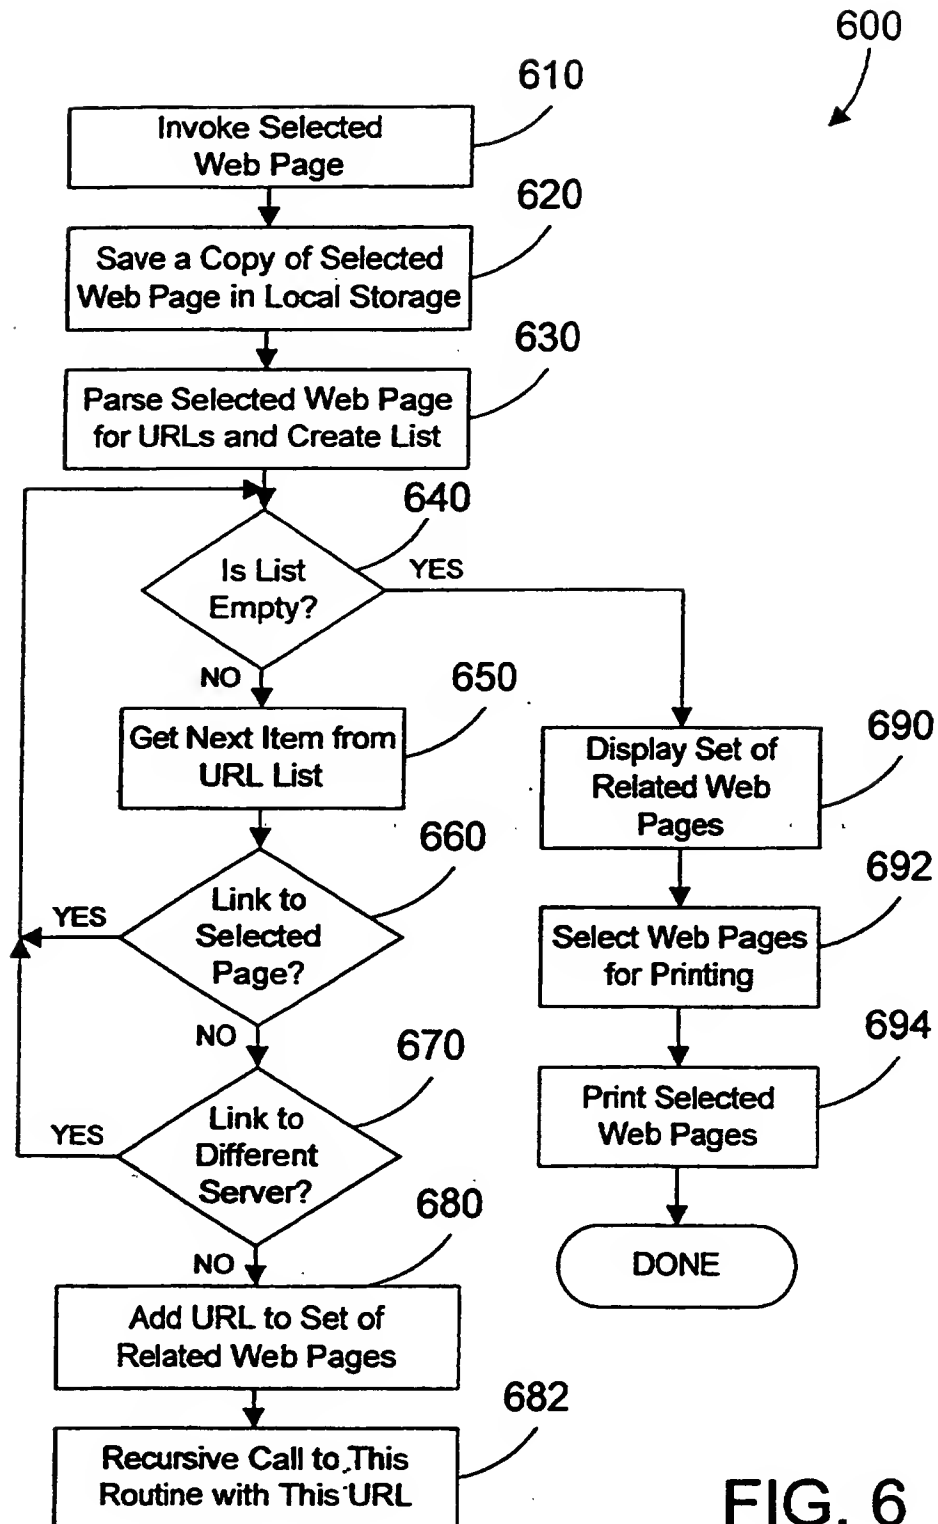 600
610
Invoke Selected
Web Page
620
Save a Copy of Selected
Web Page in Local Storage
630
Parse Selected Web Page
for URLs and Create List
640
Is List
Empty?
YES
NO
650
Get Next Item from
URL List
660
Link to
Selected
Page?
YES
NO
670
Link to
Different
Server?
YES
NO
680
Add URL to Set of
Related Web Pages
682
Recursive Call to This
Routine with This URL
690
Display Set of
Related Web
Pages
692
Select Web Pages
for Printing
694
Print Selected
Web Pages
DONE
FIG. 6